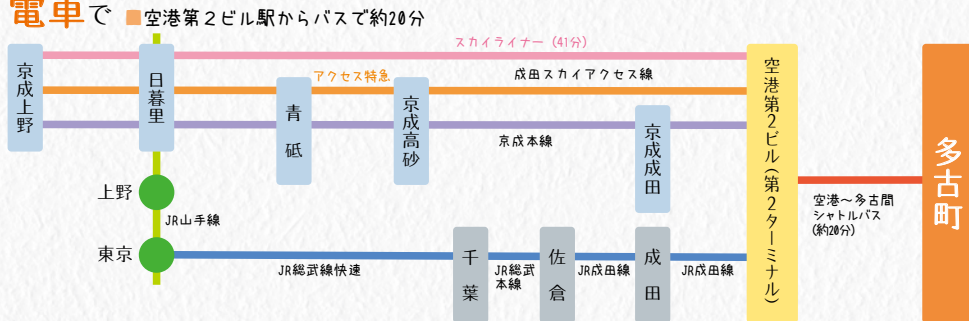 電車で ■空港第2ビル駅からバスで約20分
スカイライナー（41分）
アクセス特急
成田スカイアクセス線
京成本線
京成上野
日暮里
青砥
京成高砂
京成成田
空港第2ビル（第2ターミナル）
多古町
空港～多古間
シャトルバス
（約20分）
上野
JR山手線
東京
JR総武線快速
千葉
JR総武
本線
佐倉
JR成田線
成田
JR成田線